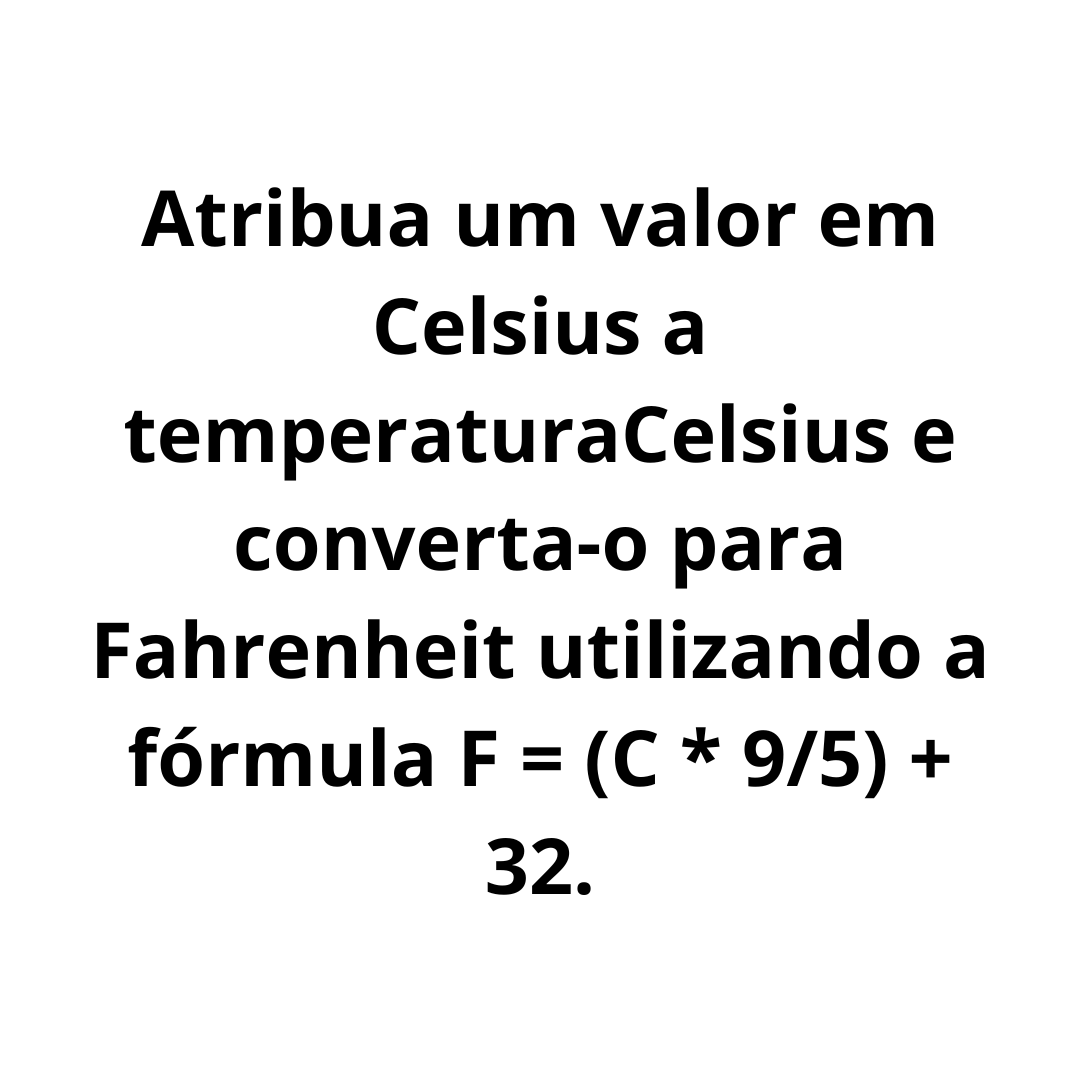 Atribua um valor em
Celsius a
temperaturaCelsius e
converta-o para
Fahrenheit utilizando a
fórmula F = (C * 9/5) +
32.